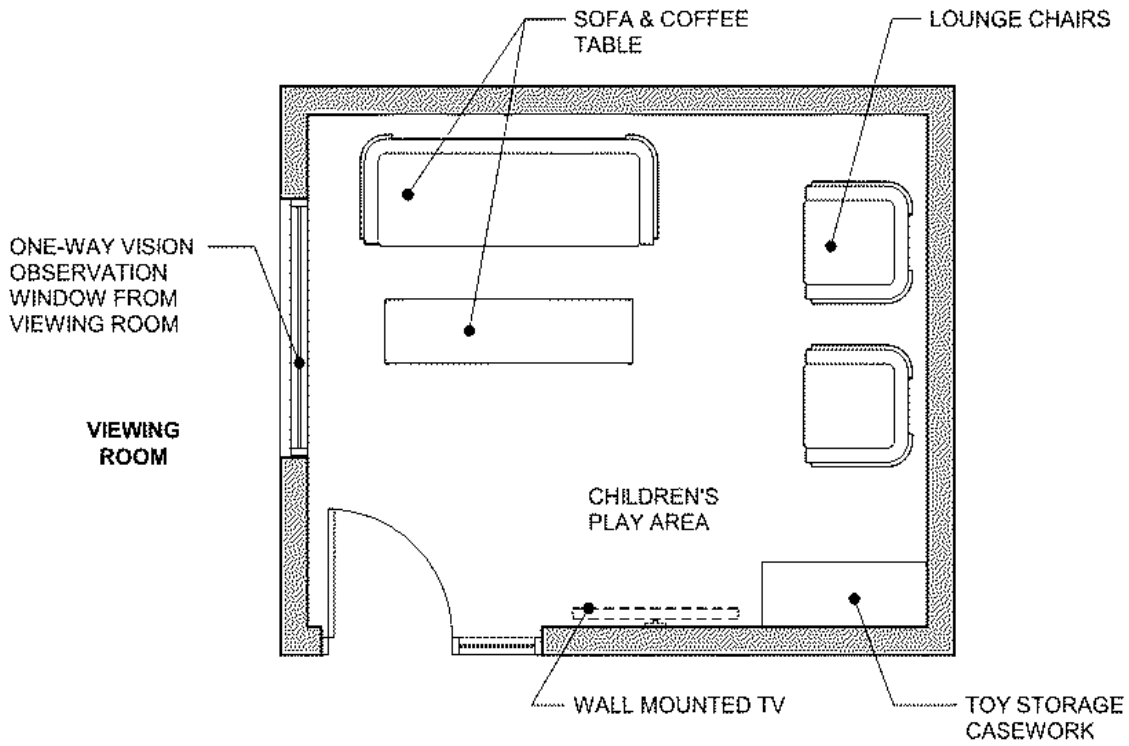 SOFA & COFFEE
TABLE
LOUNGE CHAIRS
ONE-WAY VISION
OBSERVATION
WINDOW FROM
VIEWING ROOM
VIEWING
ROOM
CHILDREN'S
PLAY AREA
WALL MOUNTED TV
TOY STORAGE
CASEWORK